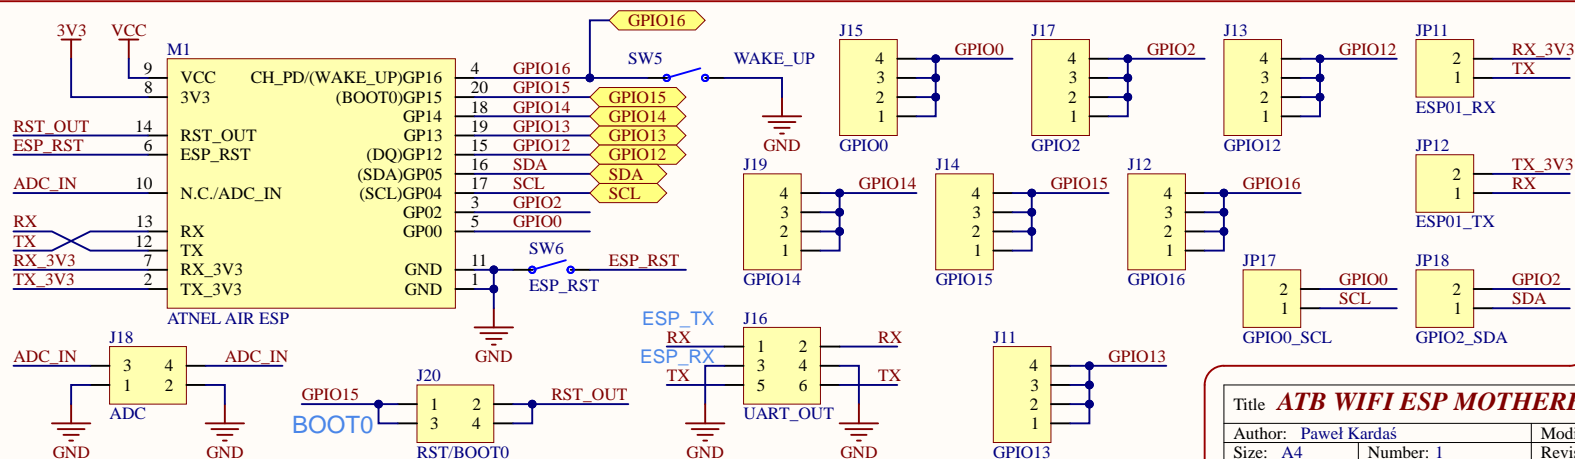 3V3
VCC
M1
9 VCC
8 3V3
RST_OUT 14 RST_OUT
ESP_RST 6 ESP_RST
ADC_IN 10 N.C./ADC_IN
RX 13 RX
TX 12 TX
RX_3V3 7 RX_3V3
TX_3V3 2 TX_3V3
CH_PD/(WAKE_UP)GP16 4 GPIO16
(BOOT0)GP15 20 GPIO15
GP14 18 GPIO14
GP13 19 GPIO13
(DQ)GP12 15 GPIO12
(SDA)GP05 16 SDA
(SCL)GP04 17 SCL
GP02 3 GPIO2
GP00 5 GPIO0
GND 11
GND 1
ATNEL AIR ESP
GPIO16
GPIO15
GPIO14
GPIO13
GPIO12
SDA
SCL
SW5
WAKE_UP
GND
SW6
ESP_RST
ESP_RST
GND
J15
4 GPIO0
3
2
1
GPIO0
J17
4 GPIO2
3
2
1
GPIO2
J13
4 GPIO12
3
2
1
GPIO12
JP11
2 RX_3V3
1 TX
ESP01_RX
J19
4 GPIO14
3
2
1
GPIO14
J14
4 GPIO15
3
2
1
GPIO15
J12
4 GPIO16
3
2
1
GPIO16
JP12
2 TX_3V3
1 RX
ESP01_TX
JP17
2 GPIO0
1 SCL
GPIO0_SCL
JP18
2 GPIO2
1 SDA
GPIO2_SDA
J18
ADC_IN 3 4 ADC_IN
1 2
ADC
GND
GND
J20
GPIO15 1 2 RST_OUT
3 4
BOOT0
RST/BOOT0
ESP_TX
J16
RX 1 2 RX
ESP_RX
3 4
TX 5 6 TX
UART_OUT
GND
GND
J11
4 GPIO13
3
2
1
GPIO13
Title ATB WIFI ESP
Author: Paweł Kardaś
Size: A4 Number: 1